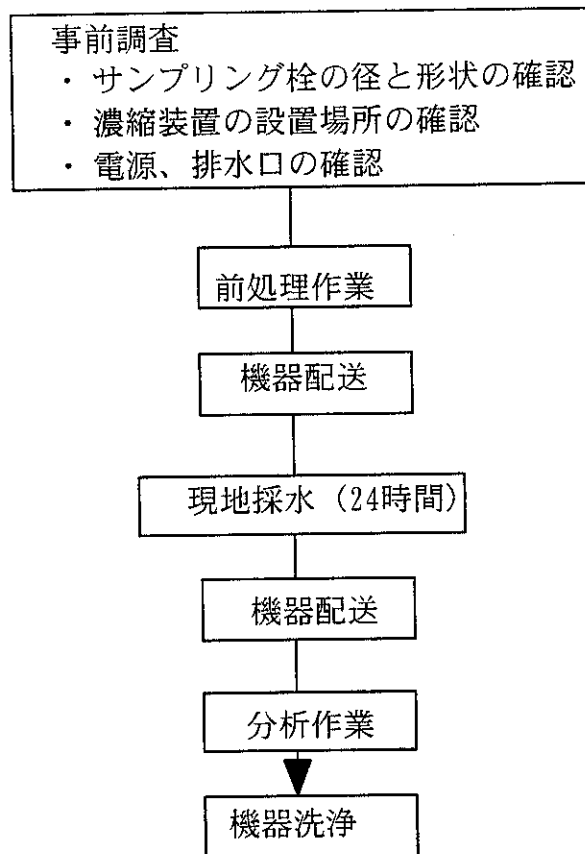 事前調査
・ サンプリング栓の径と形状の確認
・ 濃縮装置の設置場所の確認
・ 電源、排水口の確認
前処理作業
機器配送
現地採水（24時間）
機器配送
分析作業
機器洗浄